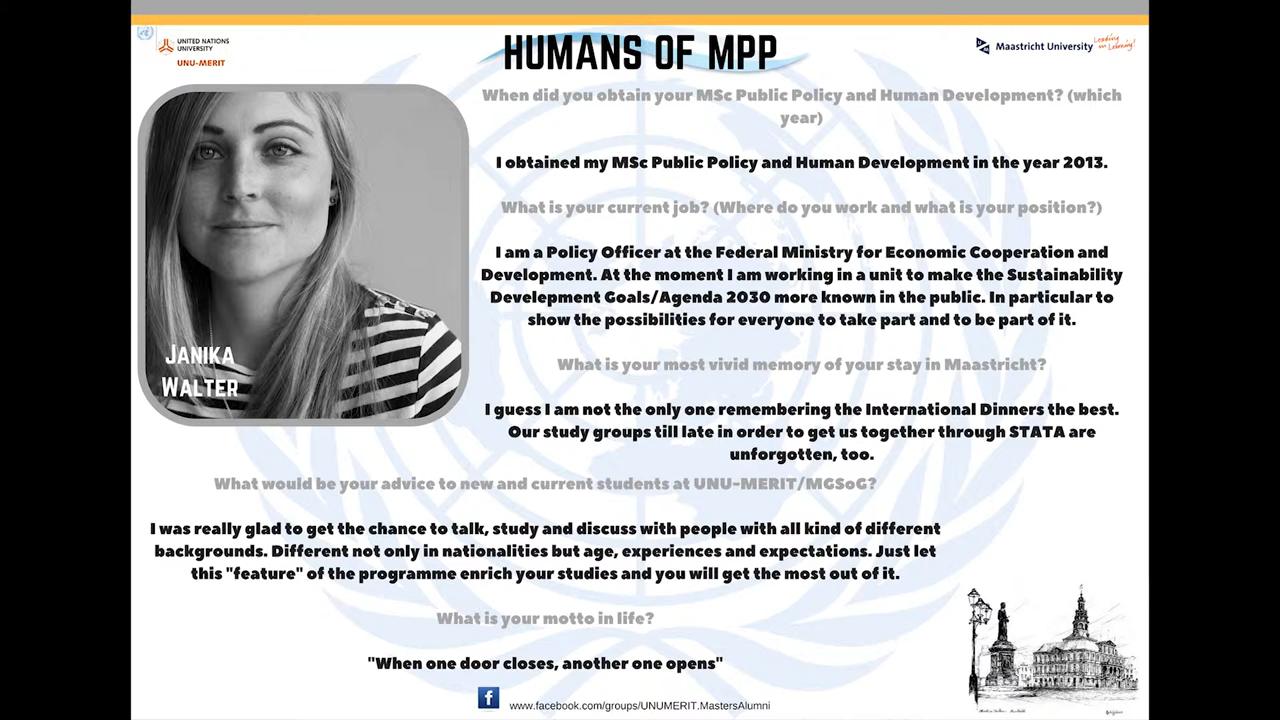 UNITED NATIONS
UNIVERSITY
UNU-MERIT
HUMANS OF MPP
Maastricht University
Leading
in Learning!
When did you obtain your MSc Public Policy and Human Development? (which
year)
I obtained my MSc Public Policy and Human Development in the year 2013.
What is your current job? (Where do you work and what is your position?)
I am a Policy Officer at the Federal Ministry for Economic Cooperation and
Development. At the moment I am working in a unit to make the Sustainability
Develepment Goals/Agenda 2030 more known in the public. In particular to
show the possibilities for everyone to take part and to be part of it.
JANIKA
WALTER
What is your most vivid memory of your stay in Maastricht?
I guess I am not the only one remembering the International Dinners the best.
Our study groups till late in order to get us together through STATA are
unforgotten, too.
What would be your advice to new and current students at UNU-MERIT/MGSoG?
I was really glad to get the chance to talk, study and discuss with people with all kind of different
backgrounds. Different not only in nationalities but age, experiences and expectations. Just let
this "feature" of the programme enrich your studies and you will get the most out of it.
What is your motto in life?
"When one door closes, another one opens"
f
www.facebook.com/groups/UNUMERIT.MastersAlumni